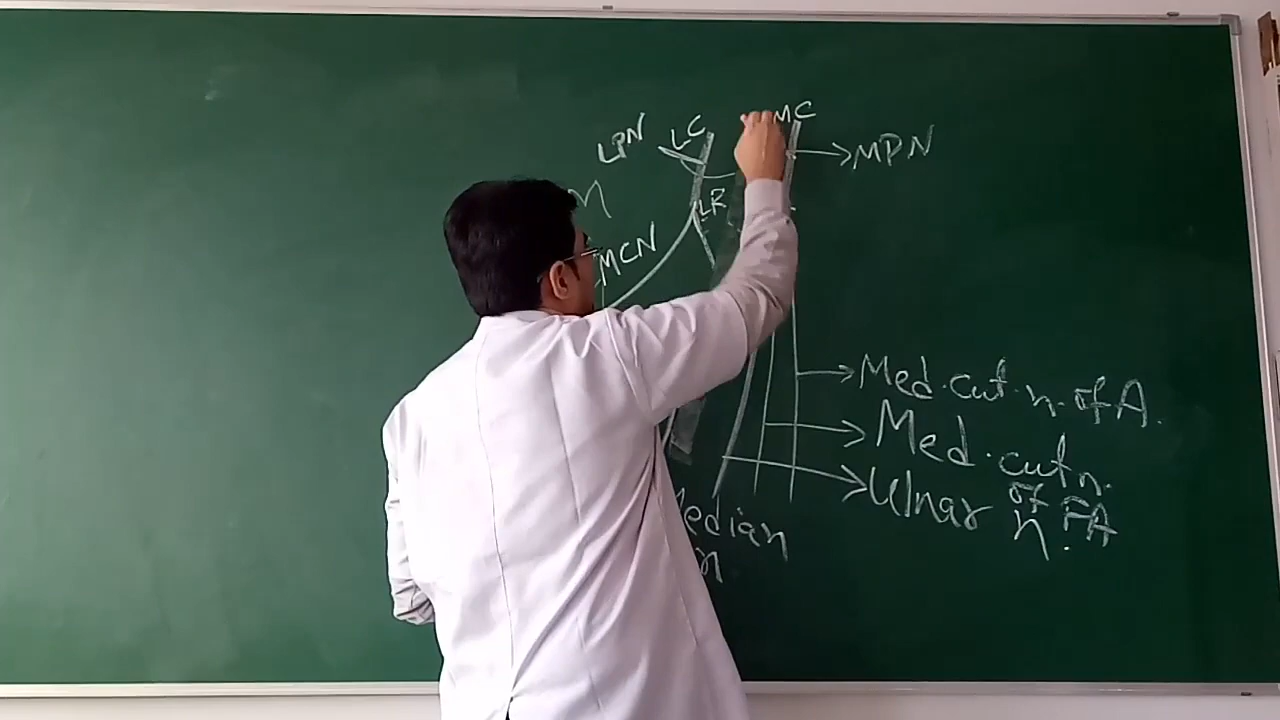 LPN
LC
MC
MPN
LR
MCN
Med. cut. n. of A.
Med. cut n.
of FA
Ulnar n.
edian
n